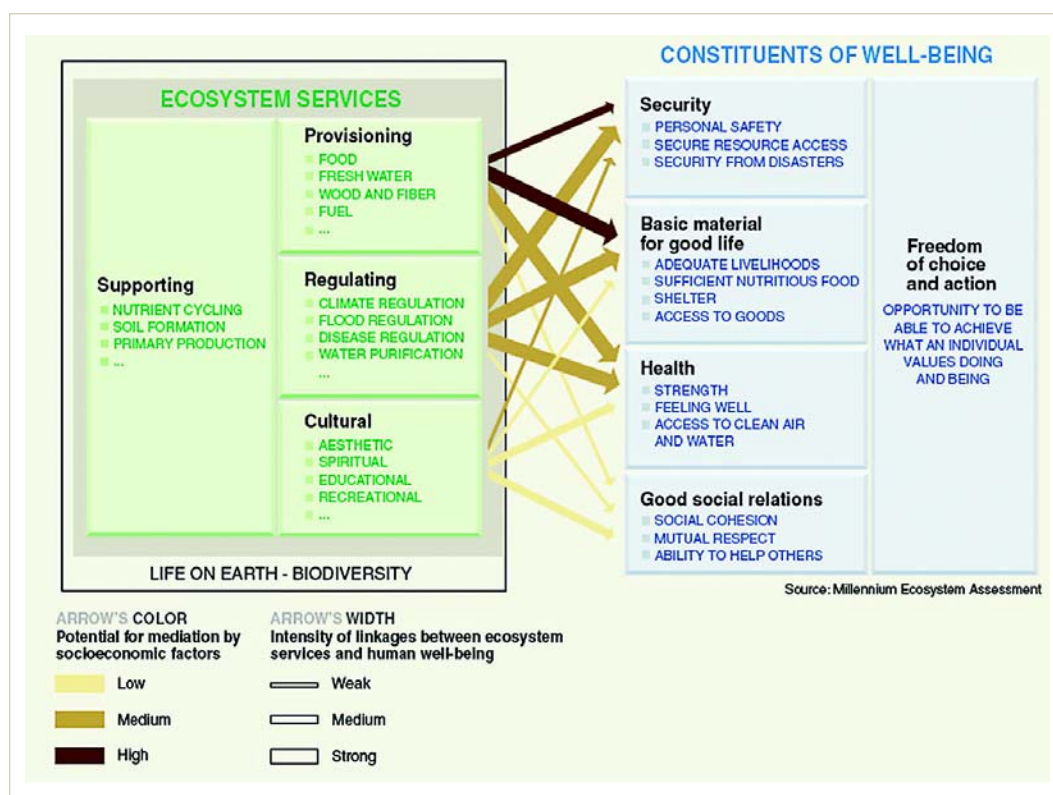 CONSTITUENTS OF WELL-BEING
ECOSYSTEM SERVICES
Supporting
NUTRIENT CYCLING
SOIL FORMATION
PRIMARY PRODUCTION
...
Provisioning
FOOD
FRESH WATER
WOOD AND FIBER
FUEL
...
Regulating
CLIMATE REGULATION
FLOOD REGULATION
DISEASE REGULATION
WATER PURIFICATION
...
Cultural
AESTHETIC
SPIRITUAL
EDUCATIONAL
RECREATIONAL
...
LIFE ON EARTH - BIODIVERSITY
Security
PERSONAL SAFETY
SECURE RESOURCE ACCESS
SECURITY FROM DISASTERS
Basic material
for good life
ADEQUATE LIVELIHOODS
SUFFICIENT NUTRITIOUS FOOD
SHELTER
ACCESS TO GOODS
Health
STRENGTH
FEELING WELL
ACCESS TO CLEAN AIR
AND WATER
Good social relations
SOCIAL COHESION
MUTUAL RESPECT
ABILITY TO HELP OTHERS
Freedom
of choice
and action
OPPORTUNITY TO BE
ABLE TO ACHIEVE
WHAT AN INDIVIDUAL
VALUES DOING
AND BEING
Source: Millennium Ecosystem Assessment
ARROW'S COLOR
Potential for mediation by
socioeconomic factors
Low
Medium
High
ARROW'S WIDTH
Intensity of linkages between ecosystem
services and human well-being
Weak
Medium
Strong